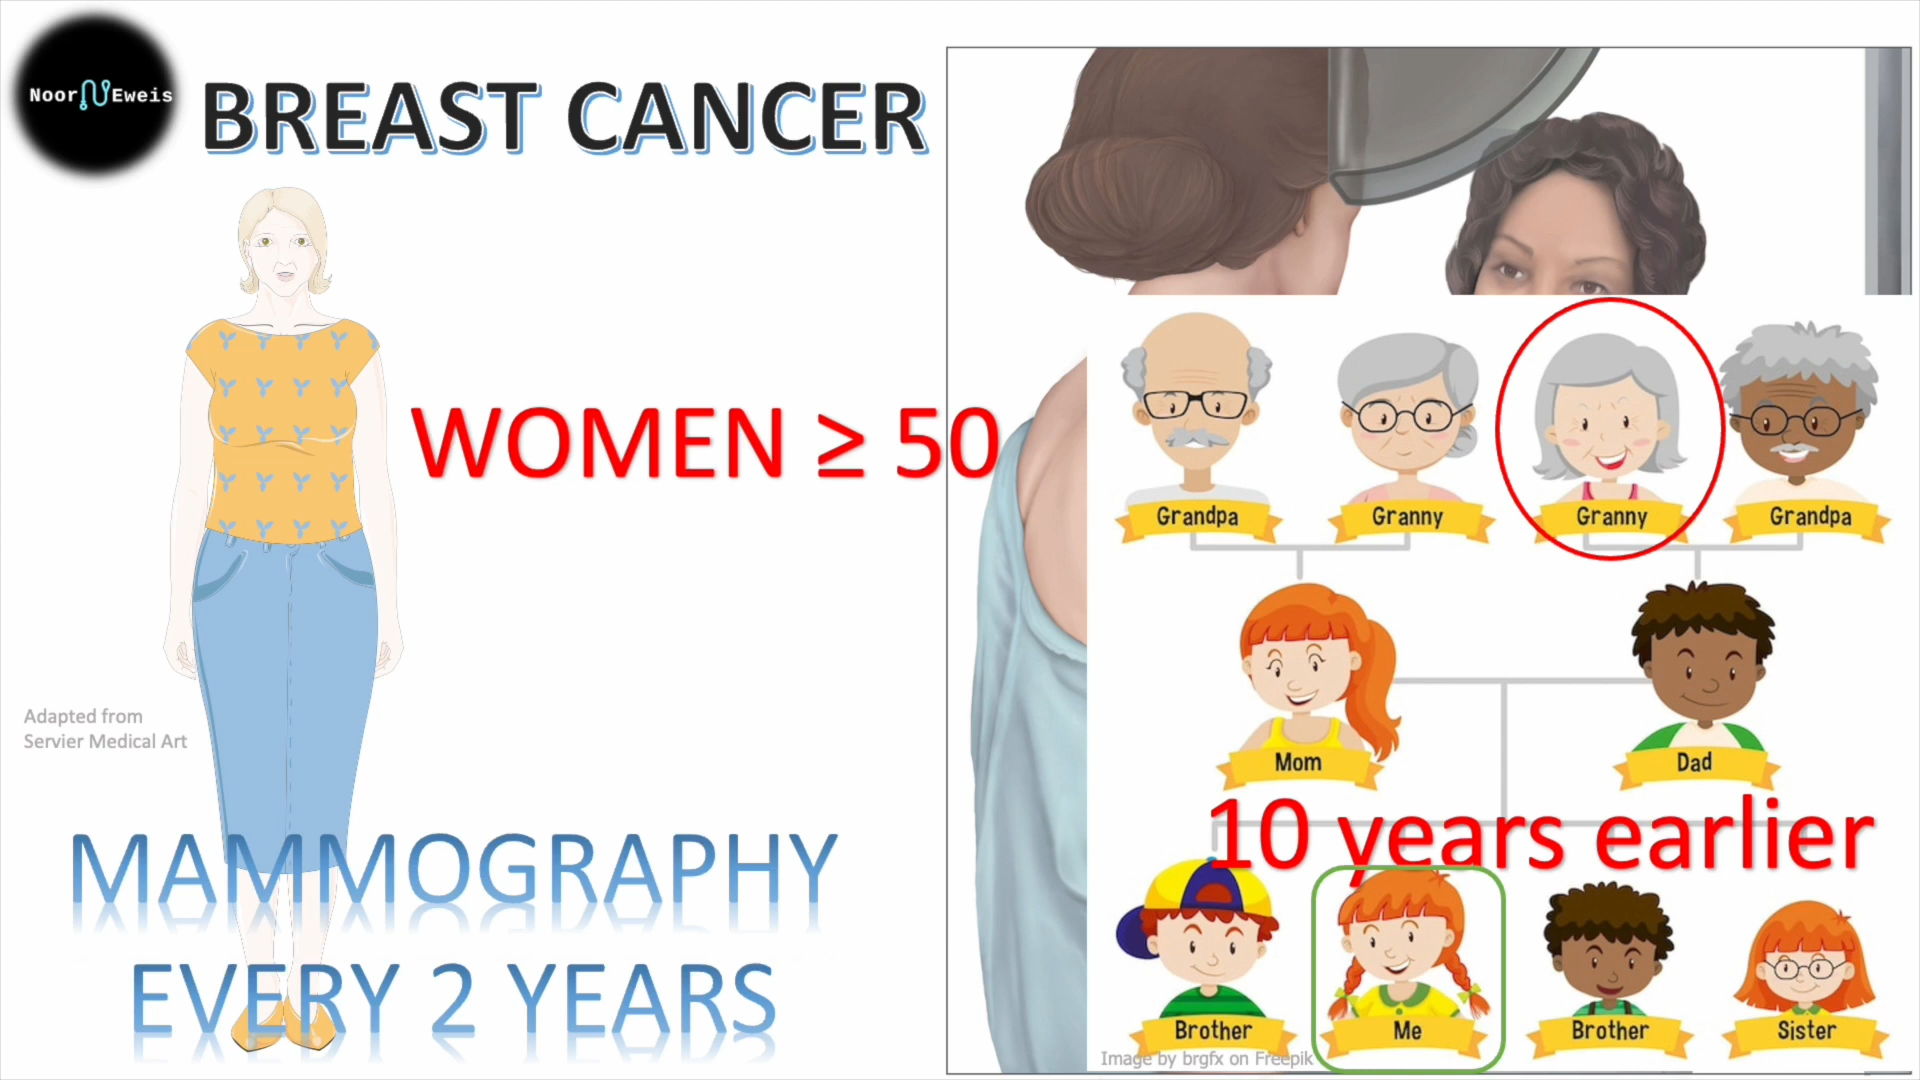 Noor Eweis
BREAST CANCER
WOMEN ≥ 50
Adapted from
Servier Medical Art
MAMMOGRAPHY
EVERY 2 YEARS
Grandpa
Granny
Granny
Grandpa
Mom
Dad
10 years earlier
Brother
Me
Brother
Sister
Image by brgfx on Freepik